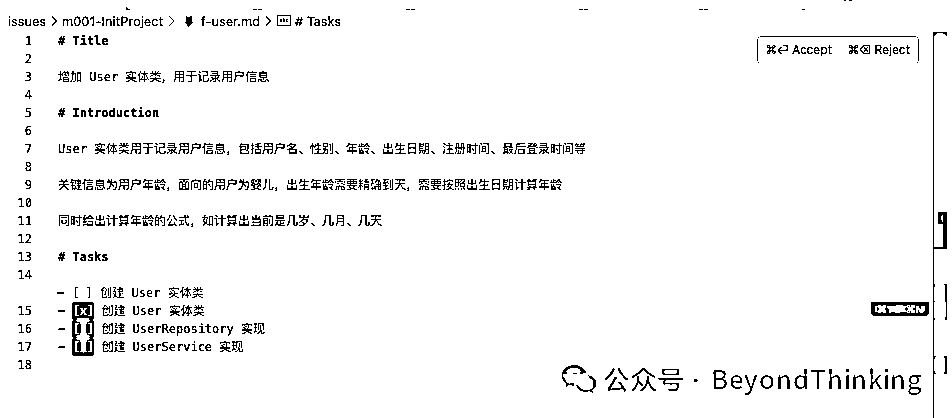 issues > m001-InitProject > f-user.md > # Tasks
1 # Title
⌘⏎ Accept ⌘⌫ Reject
2
3 增加 User 实体类，用于记录用户信息
4
5 # Introduction
6
7 User 实体类用于记录用户信息，包括用户名、性别、年龄、出生日期、注册时间、最后登录时间等
8
9 关键信息为用户年龄，面向的用户为婴儿，出生年龄需要精确到天，需要按照出生日期计算年龄
10
11 同时给出计算年龄的公式，如计算出当前是几岁、几月、几天
12
13 # Tasks
14
- [ ] 创建 User 实体类
15 - [x] 创建 User 实体类
16 - [ ] 创建 UserRepository 实现
17 - [ ] 创建 UserService 实现
18
公众号 · BeyondThinking